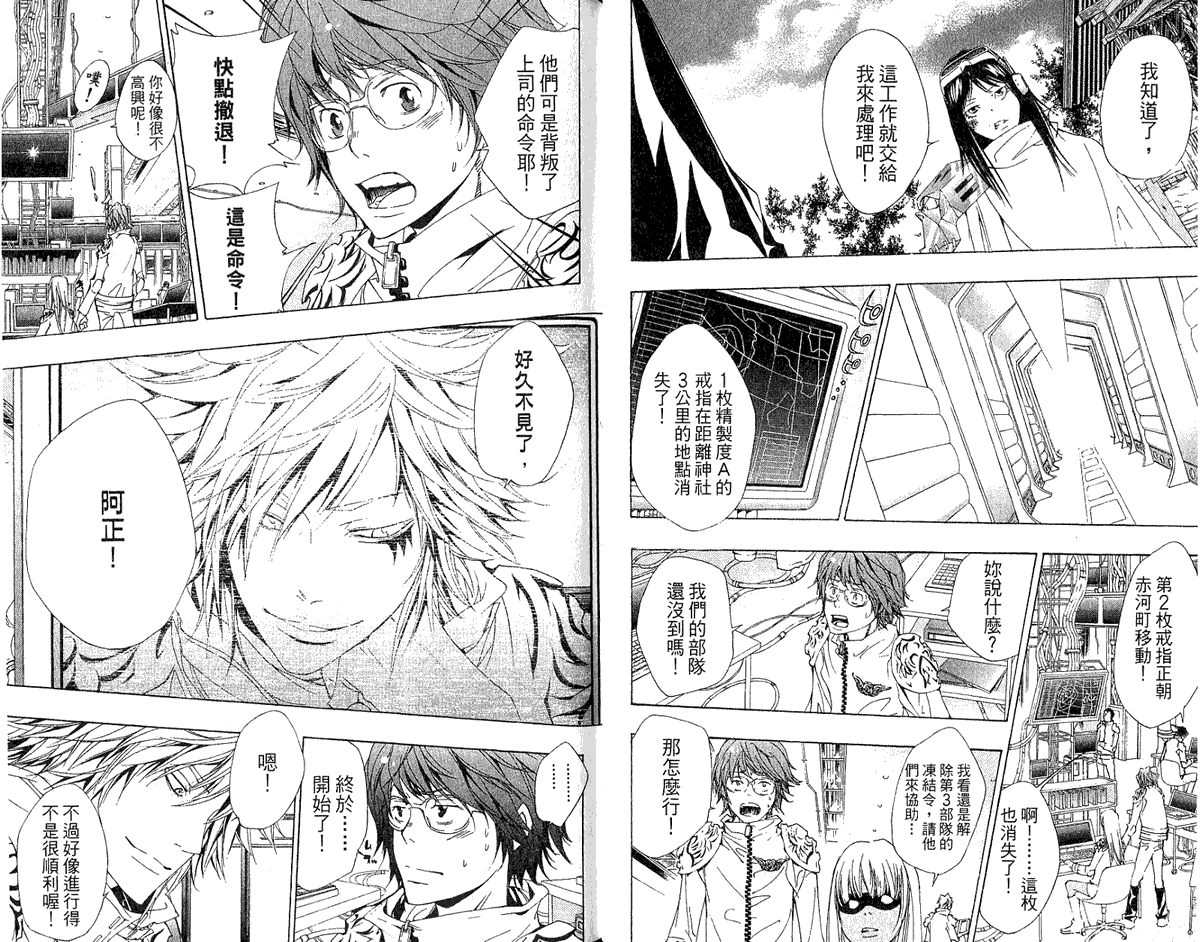 我知道了，
這工作就交給
我來處理吧！
1枚精製度A的
戒指在距離神社
3公里的地點消
失了！
第2枚戒指正朝
赤河町移動！
妳說什麼？
我們的部隊
還沒到嗎！
啊！………這枚
也消失了！
我看還是解
除第3部隊的
凍結令，請他
們來協助…
那怎麼行！
他們可是背叛了
上司的命令耶！
快點撤退！
這是命令！
你好像很不
高興呢！
噗！
好久不見了，
阿正！
………
終於……
開始了！
嗯！
不過好像進行得
不是很順利喔！